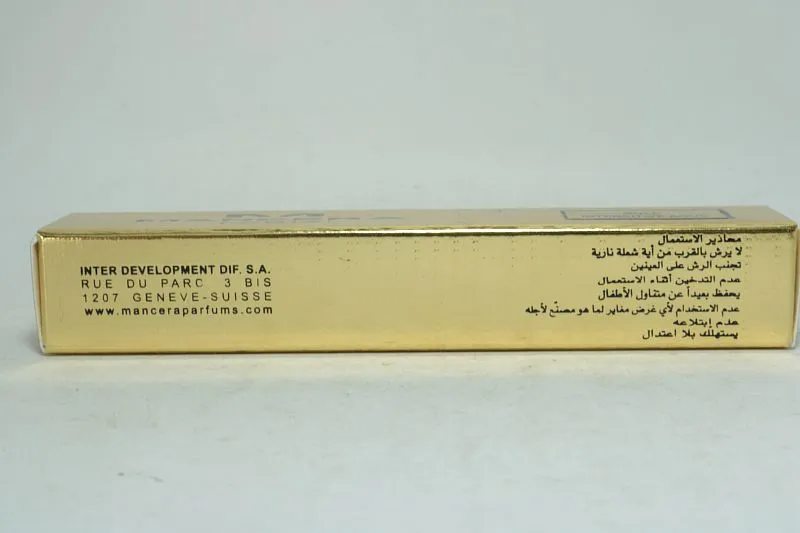 INTER DEVELOPMENT DIF. S.A.
RUE DU PARC 3 BIS
1207 GENEVE-SUISSE
www.manceraparfums.com
محاذير الاستعمال
لا يرش بالقرب من أية شعلة نارية
تجنب الرش على العينين
عدم التدخين أثناء الاستعمال
يحفظ بعيداً عن متناول الأطفال
عدم الاستخدام لأي غرض مغاير لما هو مصنّع لأجله
عدم إبتلاعه
يستهلك بلا اعتدال